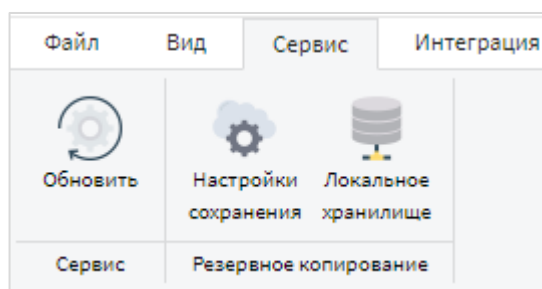 Файл Вид Сервис Интеграция
Обновить
Настройки сохранения
Локальное хранилище
Сервис Резервное копирование